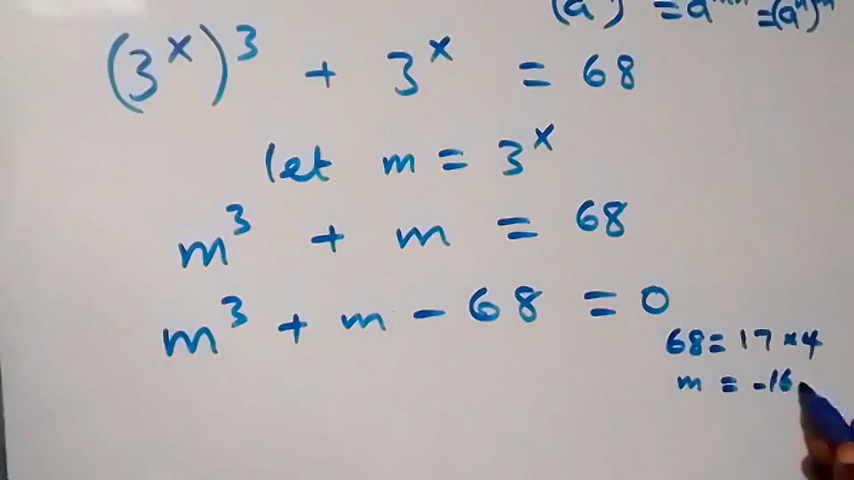 (a
= a
= (a
(3^x)^3 + 3^x = 68
let m = 3^x
m^3 + m = 68
m^3 + m - 68 = 0
68 = 17 × 4
m = -16